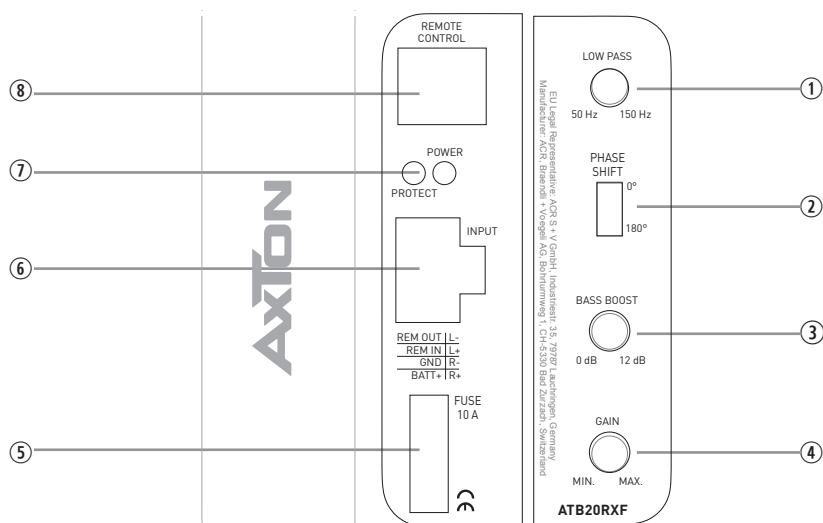 REMOTE
CONTROL
⑧
POWER
⑦
PROTECT
INPUT
⑥
AXTON
REM OUT L-
REM IN L+
GND R-
BATT+ R+
FUSE
10 A
⑤
CE
EU Legal Representative: ACR S + V GmbH, Industriestr. 35, 79787 Lauchringen, Germany
Manufacturer: ACR, Braendli + Voegeli AG, Bohrturmweg 1, CH-5330 Bad Zurzach, Switzerland
LOW PASS
①
50 Hz 150 Hz
PHASE
SHIFT
0°
②
180°
BASS BOOST
③
0 dB 12 dB
GAIN
④
MIN. MAX.
ATB20RXF